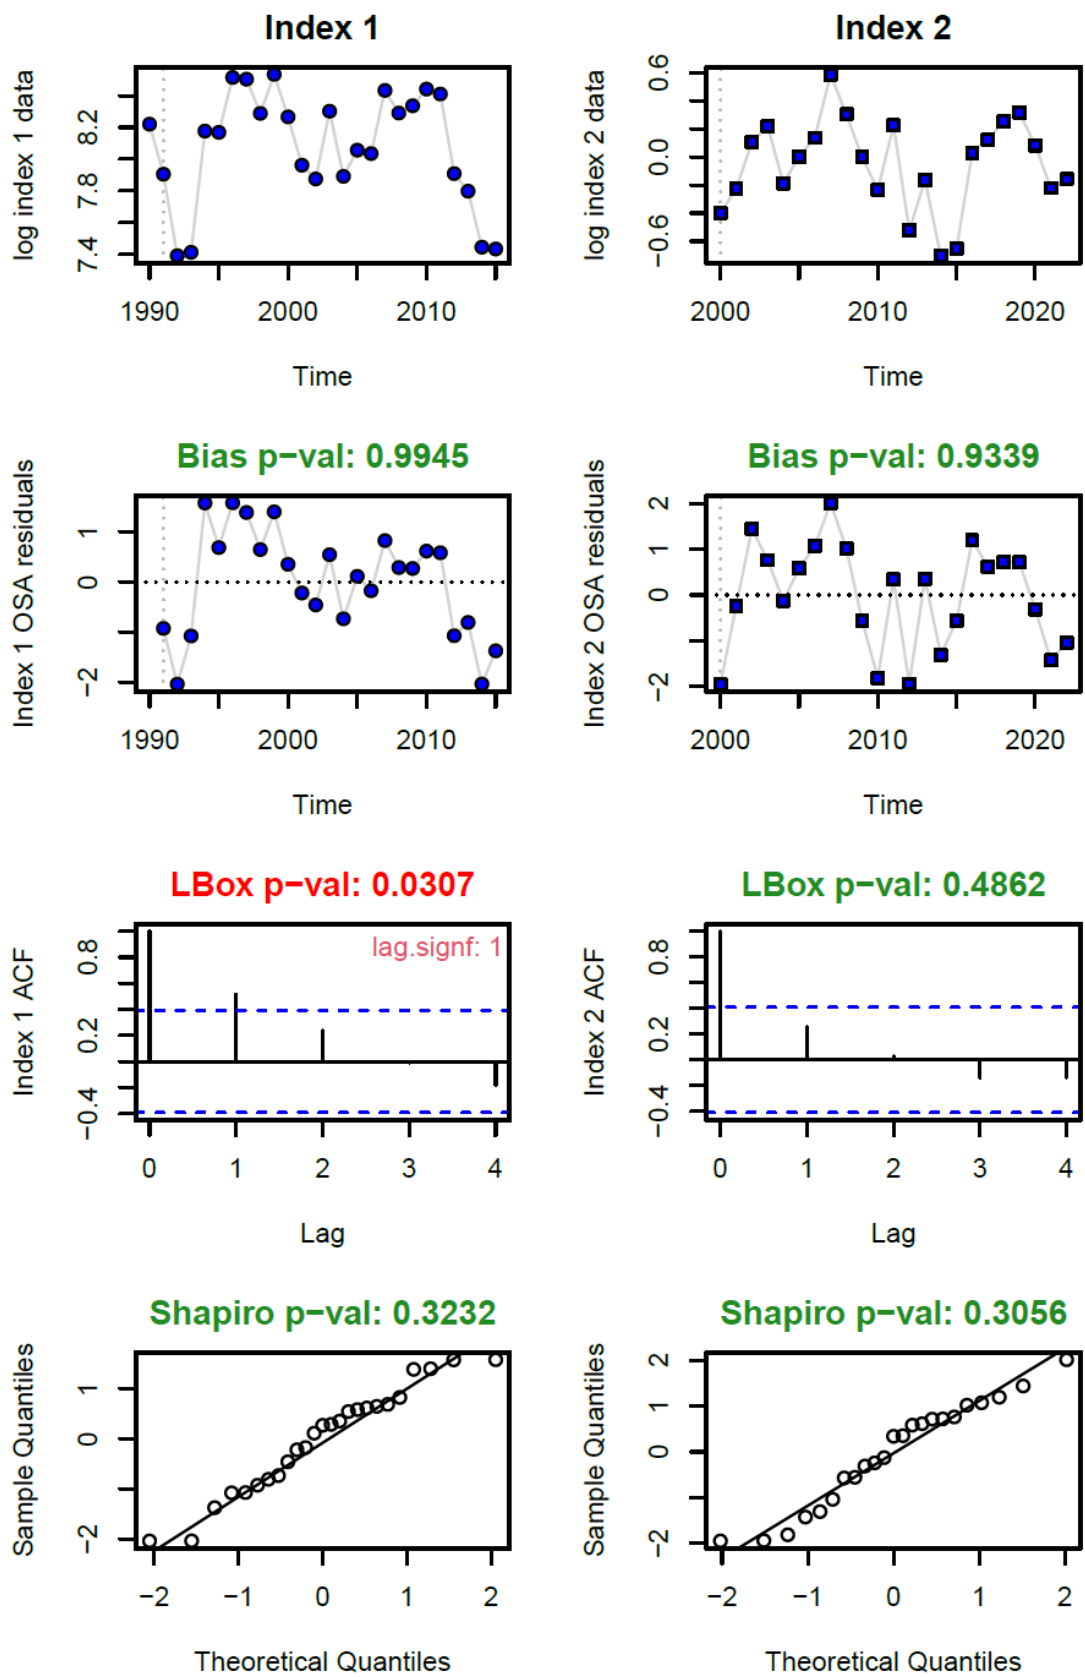 Index 1
Index 2
log index 1 data
7.4 7.8 8.2
1990 2000 2010
Time
log index 2 data
−0.6 0.0 0.6
2000 2010 2020
Time
Bias p−val: 0.9945
Index 1 OSA residuals
−2 0 1
1990 2000 2010
Time
Bias p−val: 0.9339
Index 2 OSA residuals
−2 0 1 2
2000 2010 2020
Time
LBox p−val: 0.0307
lag.signf: 1
Index 1 ACF
−0.4 0.2 0.8
0 1 2 3 4
Lag
LBox p−val: 0.4862
Index 2 ACF
−0.4 0.2 0.8
0 1 2 3 4
Lag
Shapiro p−val: 0.3232
Sample Quantiles
−2 0 1
−2 −1 0 1 2
Theoretical Quantiles
Shapiro p−val: 0.3056
Sample Quantiles
−2 0 1 2
−2 −1 0 1 2
Theoretical Quantiles